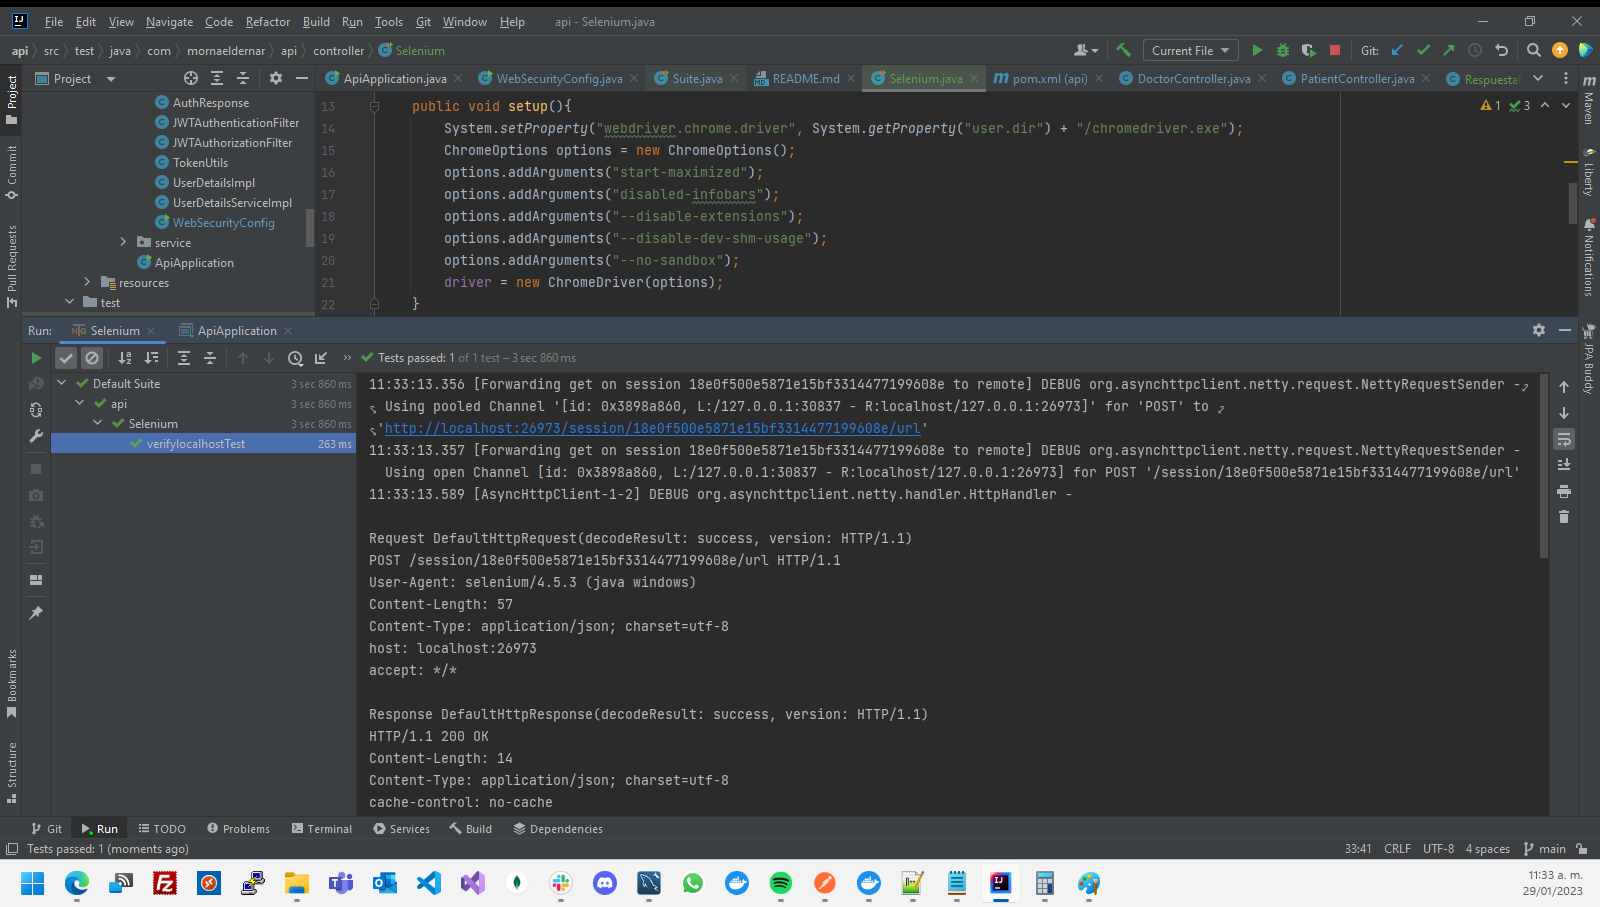 File Edit View Navigate Code Refactor Build Run Tools Git Window Help api - Selenium.java
api src test java com mornaeldernar api controller Selenium Current File Git:
Project ApiApplication.java WebSecurityConfig.java Suite.java README.md Selenium.java pom.xml (api) DoctorController.java PatientController.java Respuesta
AuthResponse
JWTAuthenticationFilter
JWTAuthorizationFilter
TokenUtils
UserDetailsImpl
UserDetailsServiceImpl
WebSecurityConfig
service
ApiApplication
resources
test
13 public void setup(){
14 System.setProperty("webdriver.chrome.driver", System.getProperty("user.dir") + "/chromedriver.exe");
15 ChromeOptions options = new ChromeOptions();
16 options.addArguments("start-maximized");
17 options.addArguments("disabled-infobars");
18 options.addArguments("--disable-extensions");
19 options.addArguments("--disable-dev-shm-usage");
20 options.addArguments("--no-sandbox");
21 driver = new ChromeDriver(options);
22 }
1 3
Project
Commit
Pull Requests
Bookmarks
Structure
Maven
Liberty
Notifications
JPA Buddy
Run: Selenium ApiApplication
Tests passed: 1 of 1 test – 3 sec 860 ms
Default Suite 3 sec 860 ms
api 3 sec 860 ms
Selenium 3 sec 860 ms
verifylocalhostTest 263 ms
11:33:13.356 [Forwarding get on session 18e0f500e5871e15bf3314477199608e to remote] DEBUG org.asynchttpclient.netty.request.NettyRequestSender -
Using pooled Channel '[id: 0x3898a860, L:/127.0.0.1:30837 - R:localhost/127.0.0.1:26973]' for 'POST' to
'http://localhost:26973/session/18e0f500e5871e15bf3314477199608e/url'
11:33:13.357 [Forwarding get on session 18e0f500e5871e15bf3314477199608e to remote] DEBUG org.asynchttpclient.netty.request.NettyRequestSender -
Using open Channel [id: 0x3898a860, L:/127.0.0.1:30837 - R:localhost/127.0.0.1:26973] for POST '/session/18e0f500e5871e15bf3314477199608e/url'
11:33:13.589 [AsyncHttpClient-1-2] DEBUG org.asynchttpclient.netty.handler.HttpHandler -
Request DefaultHttpRequest(decodeResult: success, version: HTTP/1.1)
POST /session/18e0f500e5871e15bf3314477199608e/url HTTP/1.1
User-Agent: selenium/4.5.3 (java windows)
Content-Length: 57
Content-Type: application/json; charset=utf-8
host: localhost:26973
accept: */*
Response DefaultHttpResponse(decodeResult: success, version: HTTP/1.1)
HTTP/1.1 200 OK
Content-Length: 14
Content-Type: application/json; charset=utf-8
cache-control: no-cache
Git Run TODO Problems Terminal Services Build Dependencies
Tests passed: 1 (moments ago) 33:41 CRLF UTF-8 4 spaces main
11:33 a. m.
29/01/2023